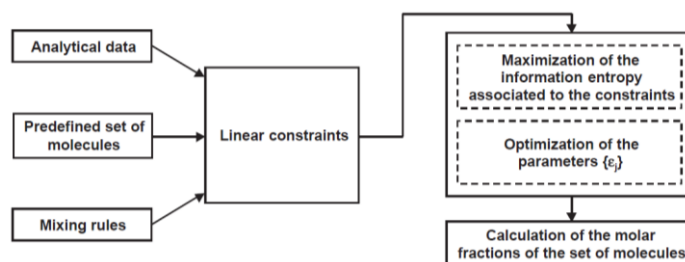 Analytical data
Predefined set of
molecules
Mixing rules
Linear constraints
Maximization of the
information entropy
associated to the constraints
Optimization of the
parameters {εj}
Calculation of the molar
fractions of the set of molecules